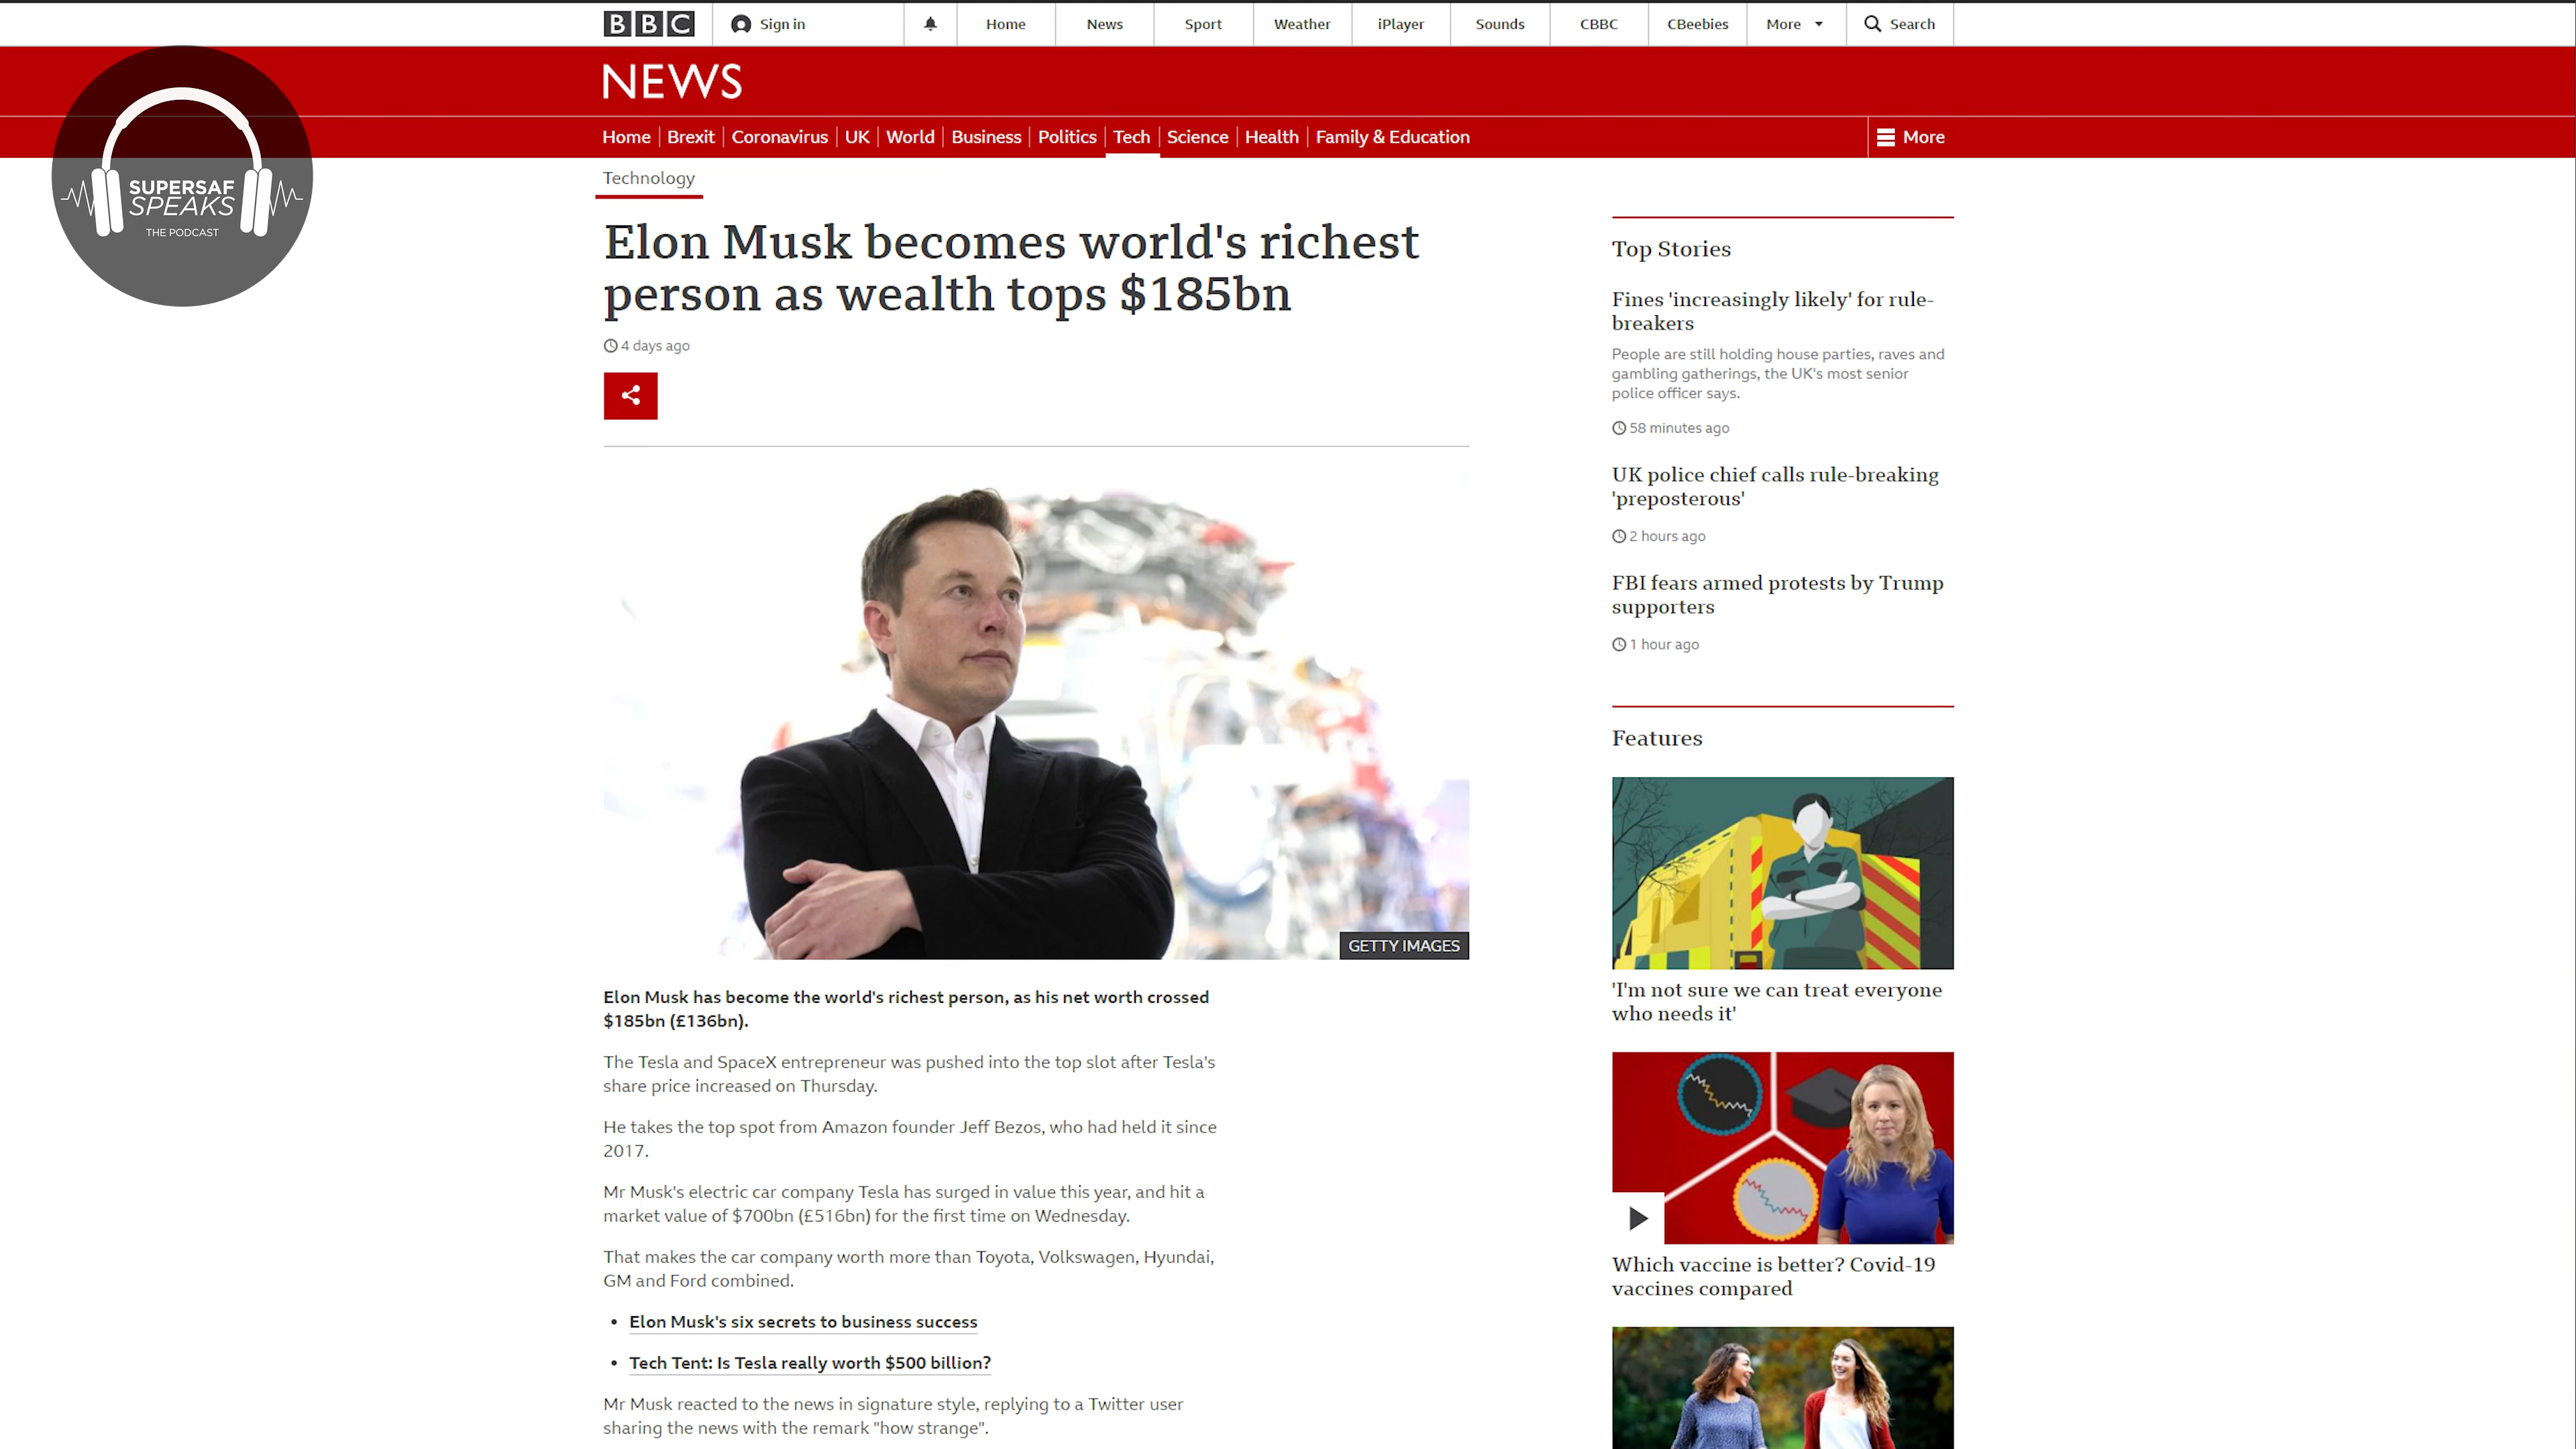 BBC
Sign in
Home
News
Sport
Weather
iPlayer
Sounds
CBBC
CBeebies
More
Search
NEWS
Home
Brexit
Coronavirus
UK
World
Business
Politics
Tech
Science
Health
Family & Education
More
SUPERSAF
SPEAKS
THE PODCAST
Technology
Elon Musk becomes world's richest
person as wealth tops $185bn
4 days ago
GETTY IMAGES
Elon Musk has become the world's richest person, as his net worth crossed
$185bn (£136bn).
The Tesla and SpaceX entrepreneur was pushed into the top slot after Tesla's
share price increased on Thursday.
He takes the top spot from Amazon founder Jeff Bezos, who had held it since
2017.
Mr Musk's electric car company Tesla has surged in value this year, and hit a
market value of $700bn (£516bn) for the first time on Wednesday.
That makes the car company worth more than Toyota, Volkswagen, Hyundai,
GM and Ford combined.
• Elon Musk's six secrets to business success
• Tech Tent: Is Tesla really worth $500 billion?
Mr Musk reacted to the news in signature style, replying to a Twitter user
sharing the news with the remark "how strange".
Top Stories
Fines 'increasingly likely' for rule-
breakers
People are still holding house parties, raves and
gambling gatherings, the UK's most senior
police officer says.
58 minutes ago
UK police chief calls rule-breaking
'preposterous'
2 hours ago
FBI fears armed protests by Trump
supporters
1 hour ago
Features
'I'm not sure we can treat everyone
who needs it'
Which vaccine is better? Covid-19
vaccines compared